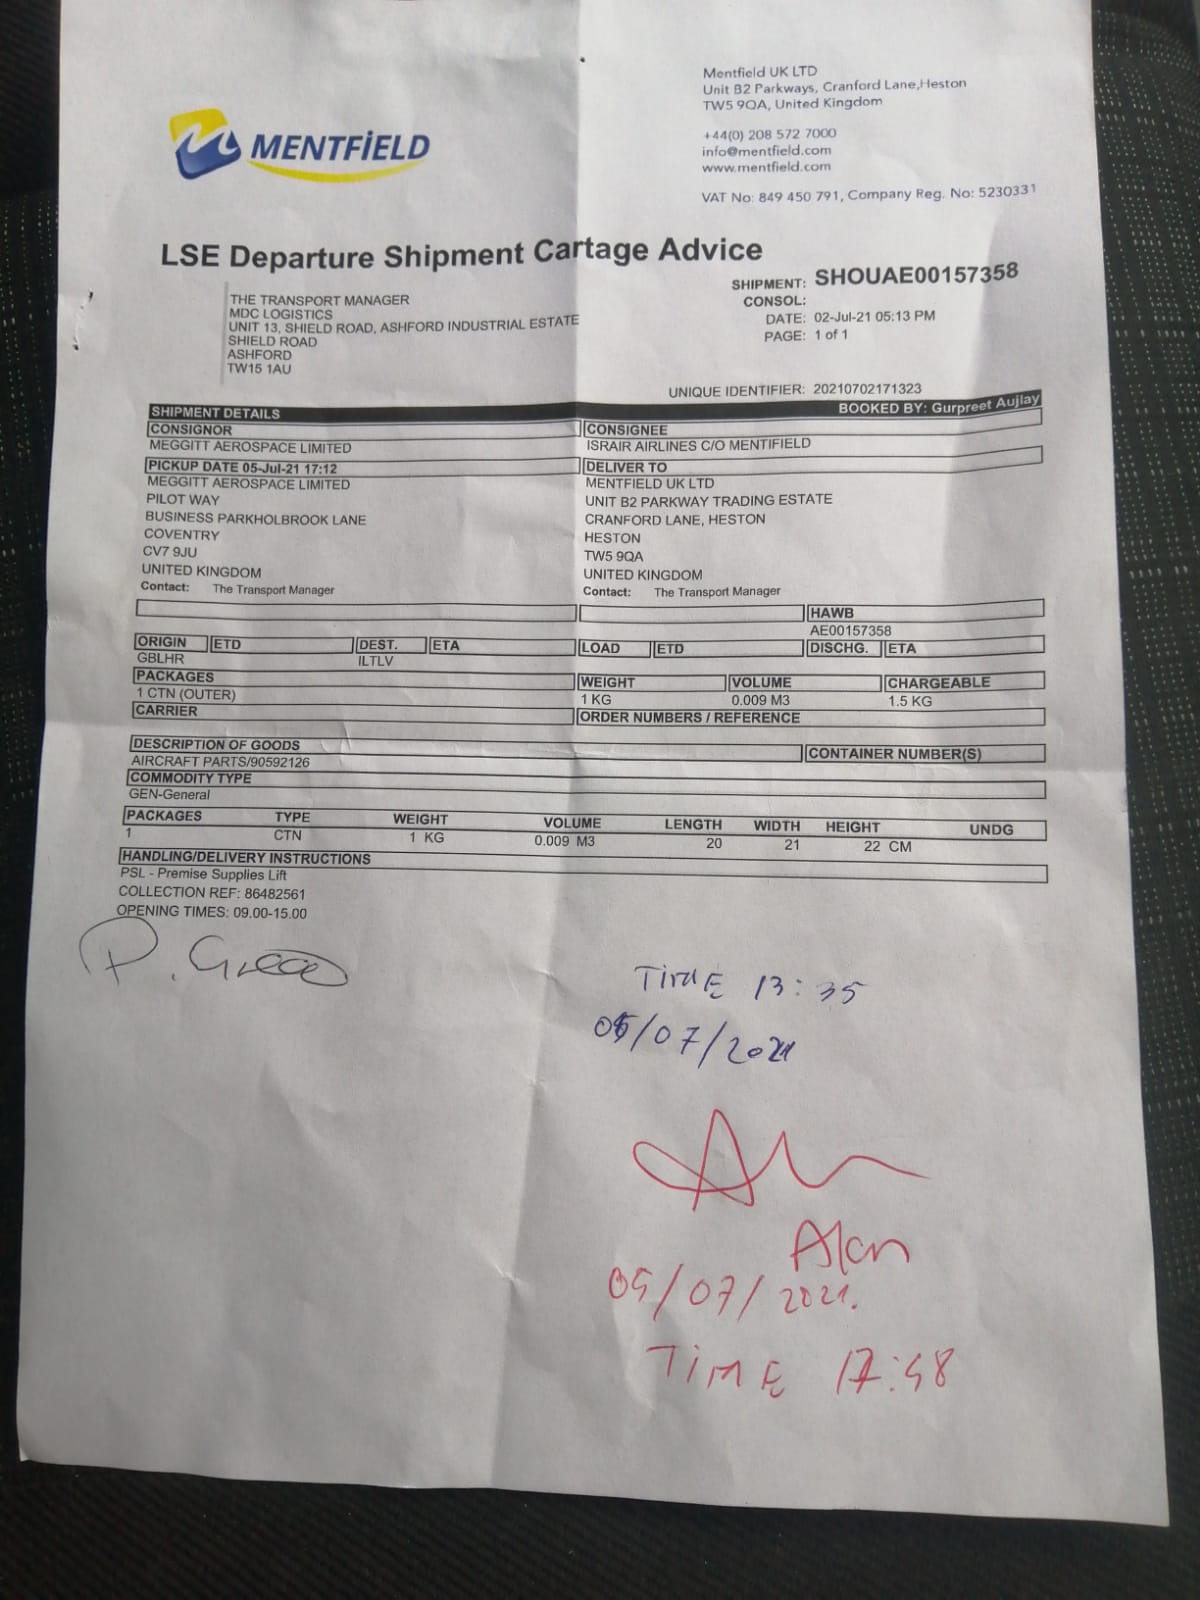 MENTFiELD
Mentfield UK LTD
Unit B2 Parkways, Cranford Lane,Heston
TW5 9QA, United Kingdom
+44(0) 208 572 7000
info@mentfield.com
www.mentfield.com
VAT No: 849 450 791, Company Reg. No: 5230331
LSE Departure Shipment Cartage Advice
THE TRANSPORT MANAGER
MDC LOGISTICS
UNIT 13, SHIELD ROAD, ASHFORD INDUSTRIAL ESTATE
SHIELD ROAD
ASHFORD
TW15 1AU
SHIPMENT: SHOUAE00157358
CONSOL:
DATE: 02-Jul-21 05:13 PM
PAGE: 1 of 1
UNIQUE IDENTIFIER: 20210702171323
SHIPMENT DETAILS BOOKED BY: Gurpreet Aujlay
CONSIGNOR CONSIGNEE
MEGGITT AEROSPACE LIMITED ISRAIR AIRLINES C/O MENTIFIELD
PICKUP DATE 05-Jul-21 17:12 DELIVER TO
MEGGITT AEROSPACE LIMITED MENTFIELD UK LTD
PILOT WAY UNIT B2 PARKWAY TRADING ESTATE
BUSINESS PARKHOLBROOK LANE CRANFORD LANE, HESTON
COVENTRY HESTON
CV7 9JU TW5 9QA
UNITED KINGDOM UNITED KINGDOM
Contact: The Transport Manager Contact: The Transport Manager
HAWB
AE00157358
ORIGIN ETD DEST. ETA LOAD ETD DISCHG. ETA
GBLHR ILTLV
PACKAGES WEIGHT VOLUME CHARGEABLE
1 CTN (OUTER) 1 KG 0.009 M3 1.5 KG
CARRIER ORDER NUMBERS / REFERENCE
DESCRIPTION OF GOODS CONTAINER NUMBER(S)
AIRCRAFT PARTS/90592126
COMMODITY TYPE
GEN-General
PACKAGES TYPE WEIGHT VOLUME LENGTH WIDTH HEIGHT UNDG
1 CTN 1 KG 0.009 M3 20 21 22 CM
HANDLING/DELIVERY INSTRUCTIONS
PSL - Premise Supplies Lift
COLLECTION REF: 86482561
OPENING TIMES: 09.00-15.00
TimE 13:35
05/07/2021
Alan
05/07/2021.
TiME 17:48